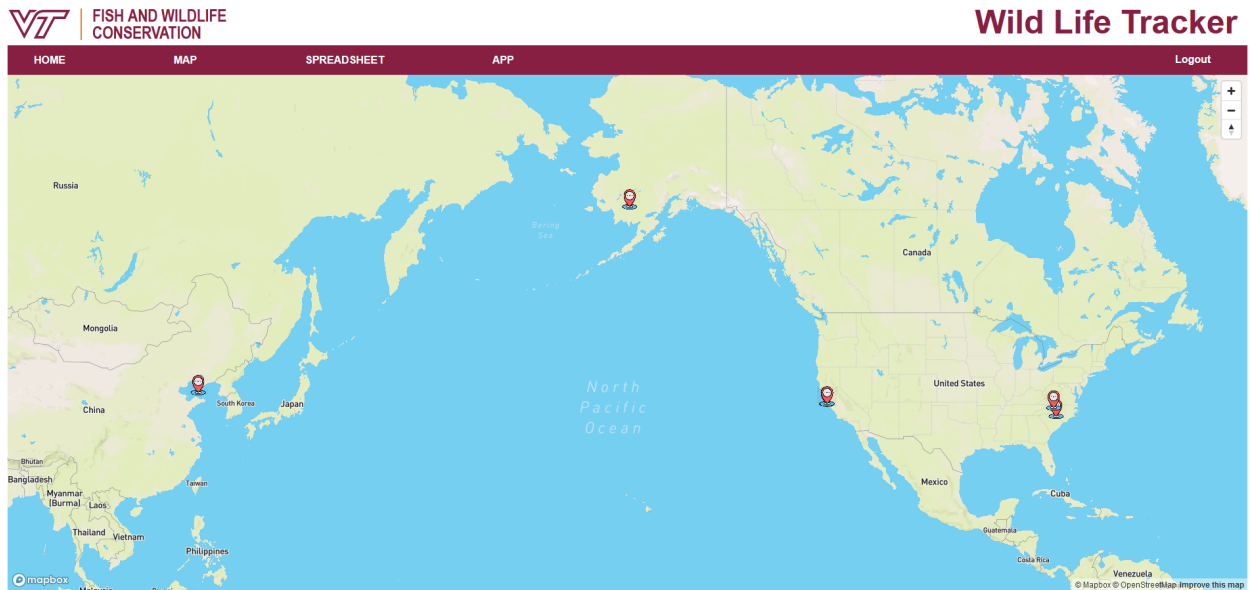 VT
FISH AND WILDLIFE
CONSERVATION
Wild Life Tracker
HOME
MAP
SPREADSHEET
APP
Logout
Russia
Bering
Sea
Canada
Mongolia
North
Pacific
Ocean
United States
South Korea
Japan
China
Bhutan
Bangladesh
Taiwan
Myanmar
(Burma)
Laos
Thailand
Vietnam
Philippines
Mexico
Cuba
Guatemala
Costa Rica
Venezuela
mapbox
© Mapbox © OpenStreetMap Improve this map